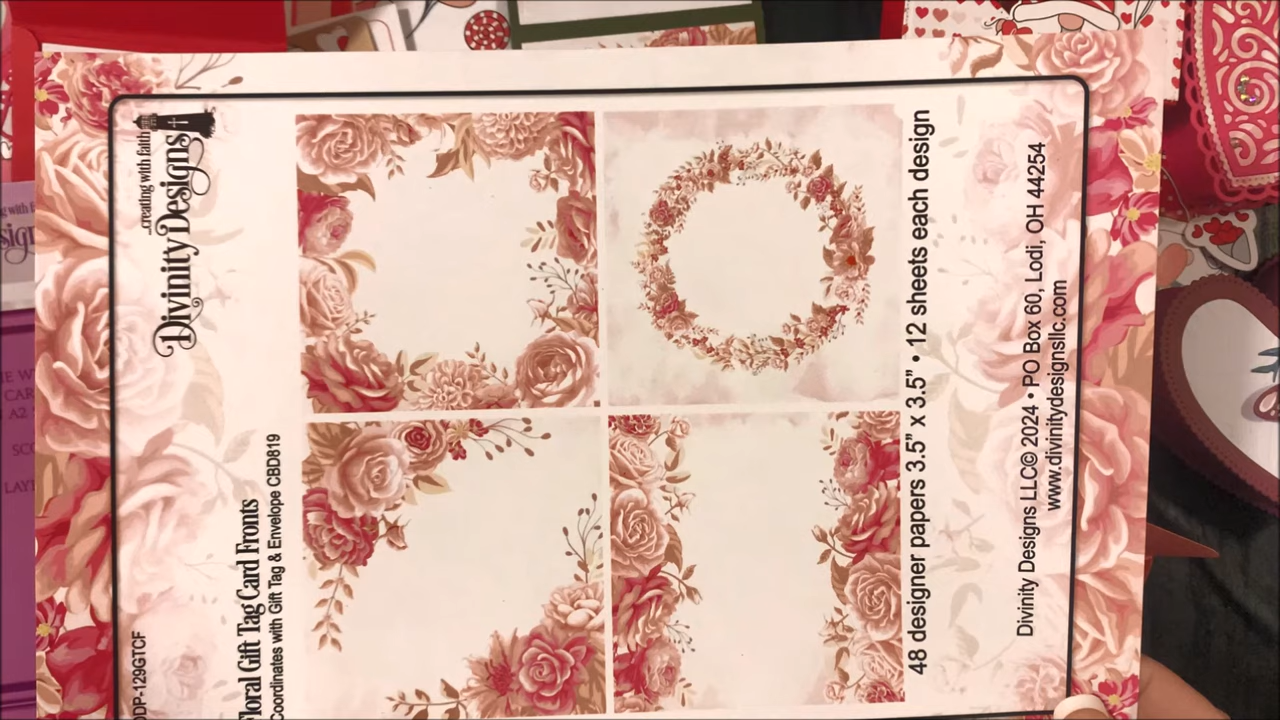 ...creating with faith
Divinity Designs
DDP-129GTCF
Floral Gift Tag Card Fronts
Coordinates with Gift Tag & Envelope CBD819
48 designer papers 3.5” x 3.5” • 12 sheets each design
Divinity Designs LLC© 2024 • PO Box 60, Lodi, OH 44254
www.divinitydesignsllc.com